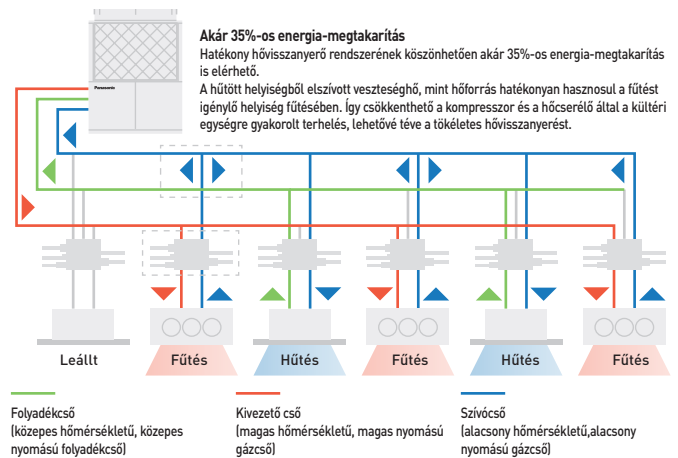 Akár 35%-os energia-megtakarítás
Hatékony hővisszanyerő rendszerének köszönhetően akár 35%-os energia-megtakarítás
is elérhető.
A hűtött helyiségből elszívott veszteséghő, mint hőforrás hatékonyan hasznosul a fűtést
igénylő helyiség fűtésében. Így csökkenthető a kompresszor és a hőcserélő által a kültéri
egységre gyakorolt terhelés, lehetővé téve a tökéletes hővisszanyerést.
Panasonic
Leállt
Fűtés
Hűtés
Fűtés
Hűtés
Fűtés
Folyadékcső
(közepes hőmérsékletű, közepes
nyomású folyadékcső)
Kivezető cső
(magas hőmérsékletű, magas nyomású
gázcső)
Szívócső
(alacsony hőmérsékletű,alacsony
nyomású gázcső)